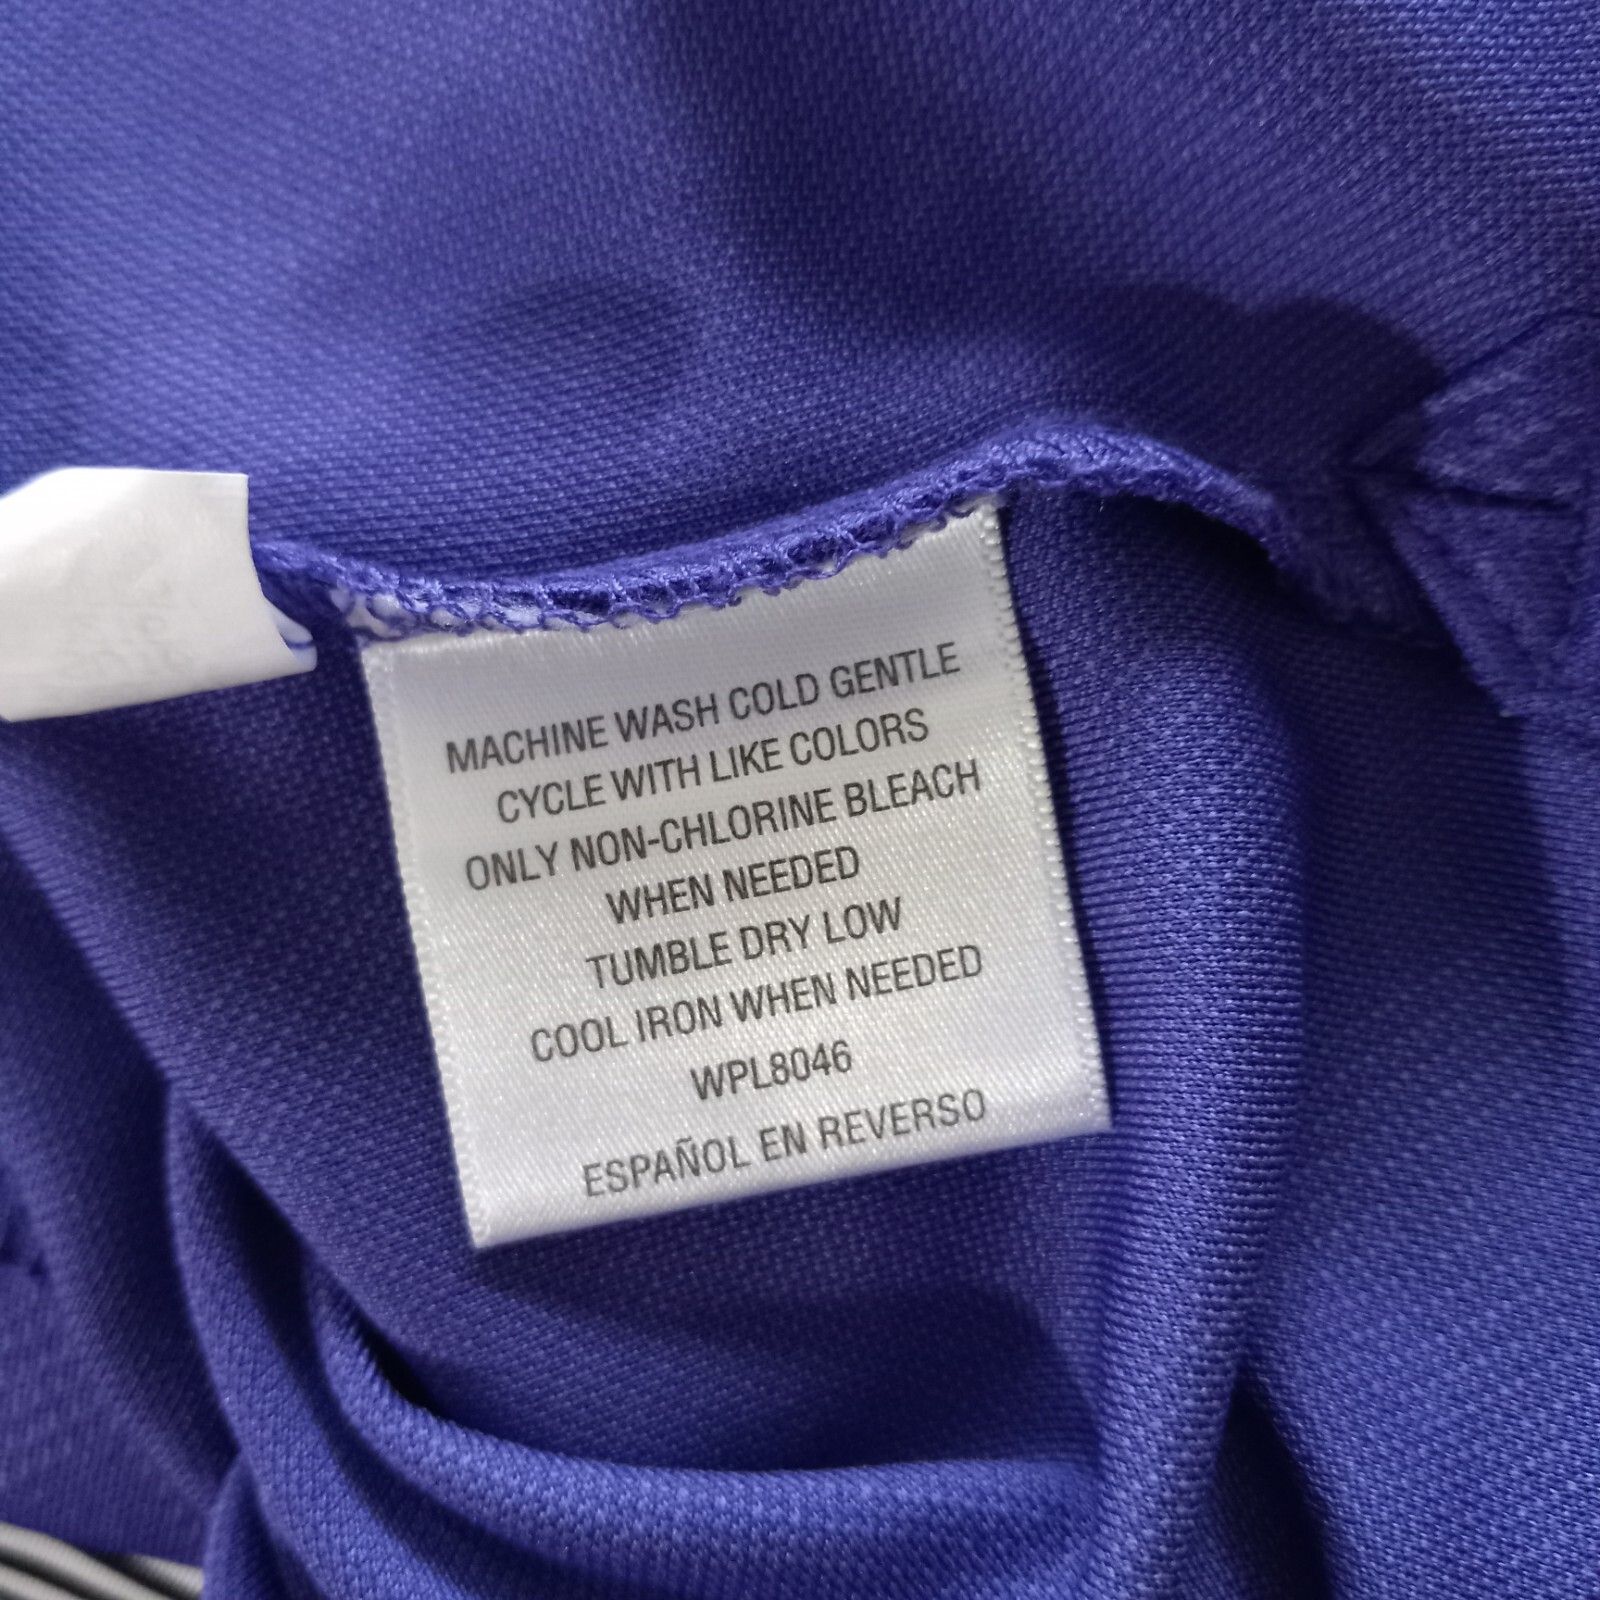 MACHINE WASH COLD GENTLE
CYCLE WITH LIKE COLORS
ONLY NON-CHLORINE BLEACH
WHEN NEEDED
TUMBLE DRY LOW
COOL IRON WHEN NEEDED
WPL8046
ESPAÑOL EN REVERSO